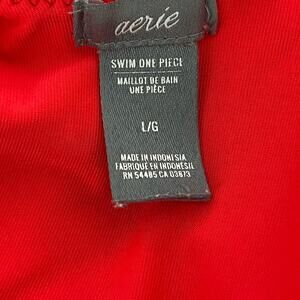 aerie
SWIM ONE PIECE
MAILLOT DE BAIN
UNE PIÈCE
L/G
MADE IN INDONESIA
FABRIQUÉ EN INDONÉSIE
RN 54485 CA 03873